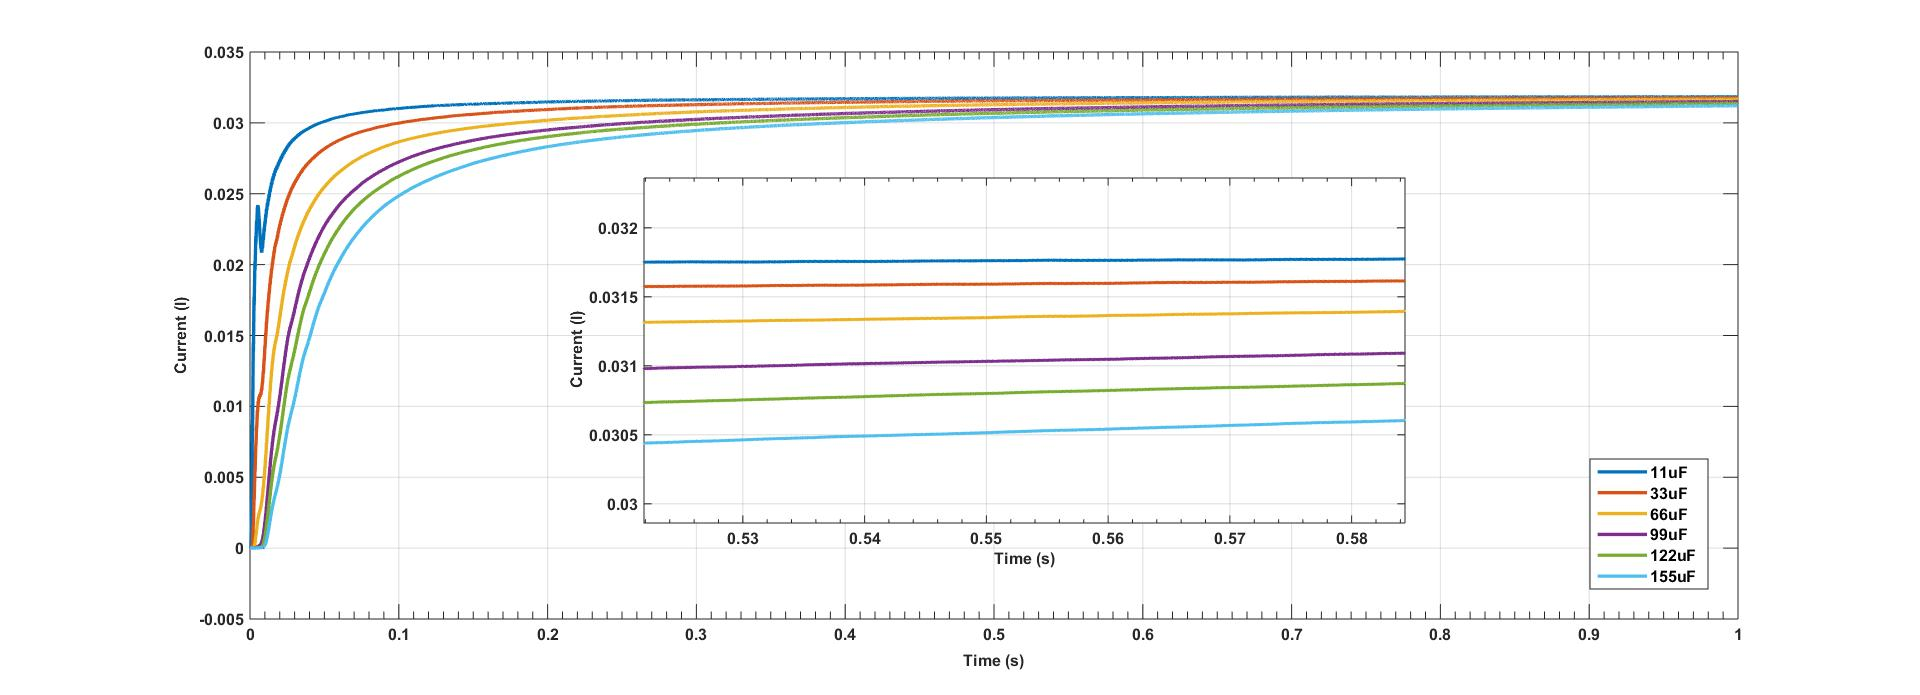 0.035
0.03
0.025
0.02
0.015
0.01
0.005
0
-0.005
Current (I)
0 0.1 0.2 0.3 0.4 0.5 0.6 0.7 0.8 0.9 1
Time (s)
0.032
0.0315
0.031
0.0305
0.03
Current (I)
0.53 0.54 0.55 0.56 0.57 0.58
Time (s)
11uF
33uF
66uF
99uF
122uF
155uF